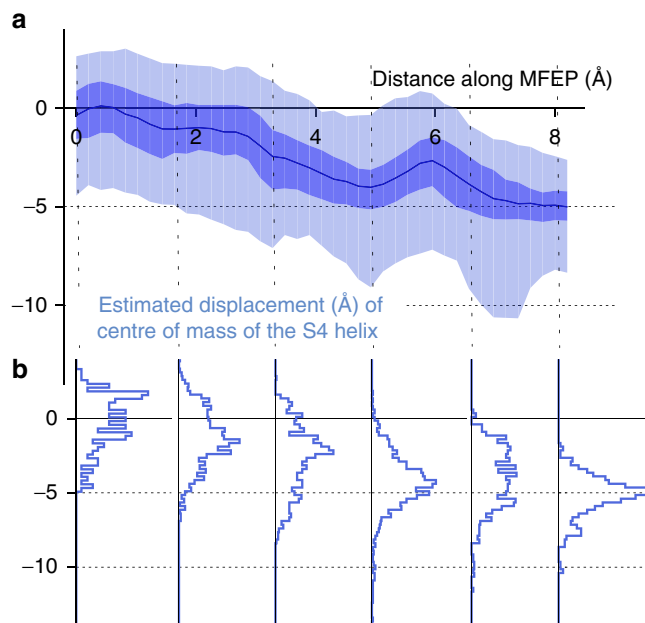 a
Distance along MFEP (Å)
0
0 2 4 6 8
−5
−10
Estimated displacement (Å) of
centre of mass of the S4 helix
b
0
−5
−10